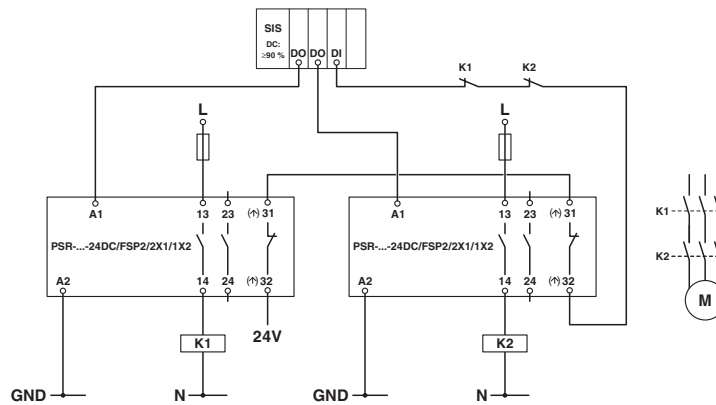 SIS
DC:
≥90 %
DO DO DI
K1 K2
L L
A1 13 23 (↑) 31
A1 13 23 (↑) 31
PSR-...-24DC/FSP2/2X1/1X2
PSR-...-24DC/FSP2/2X1/1X2
A2 14 24 (↑) 32
A2 14 24 (↑) 32
K1 24V K2
GND N GND N
K1
K2
M